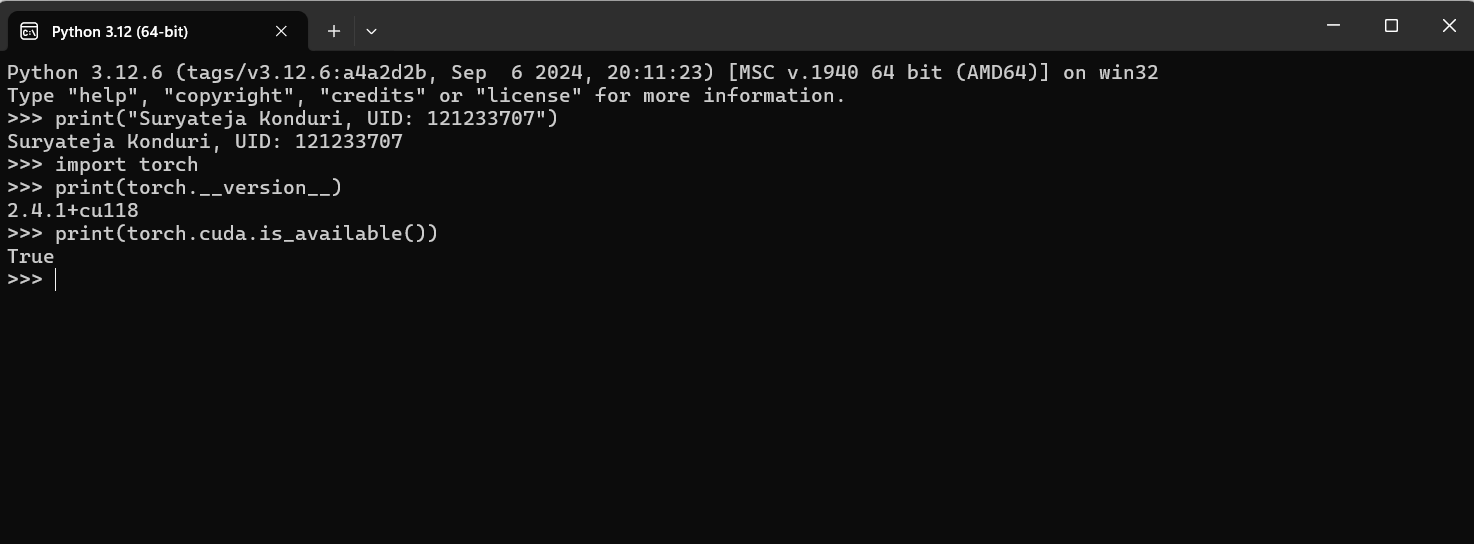 Python 3.12 (64-bit)
Python 3.12.6 (tags/v3.12.6:a4a2d2b, Sep  6 2024, 20:11:23) [MSC v.1940 64 bit (AMD64)] on win32
Type "help", "copyright", "credits" or "license" for more information.
>>> print("Suryateja Konduri, UID: 121233707")
Suryateja Konduri, UID: 121233707
>>> import torch
>>> print(torch.__version__)
2.4.1+cu118
>>> print(torch.cuda.is_available())
True
>>>